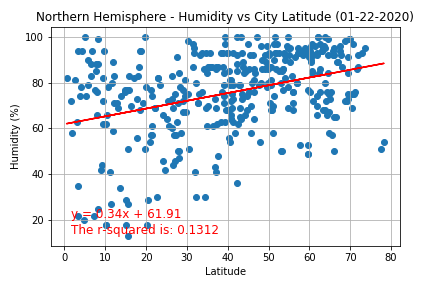 Northern Hemisphere - Humidity vs City Latitude (01-22-2020)
100
80
60
40
20
Humidity (%)
y = 0.34x + 61.91
The r-squared is: 0.1312
0 10 20 30 40 50 60 70 80
Latitude